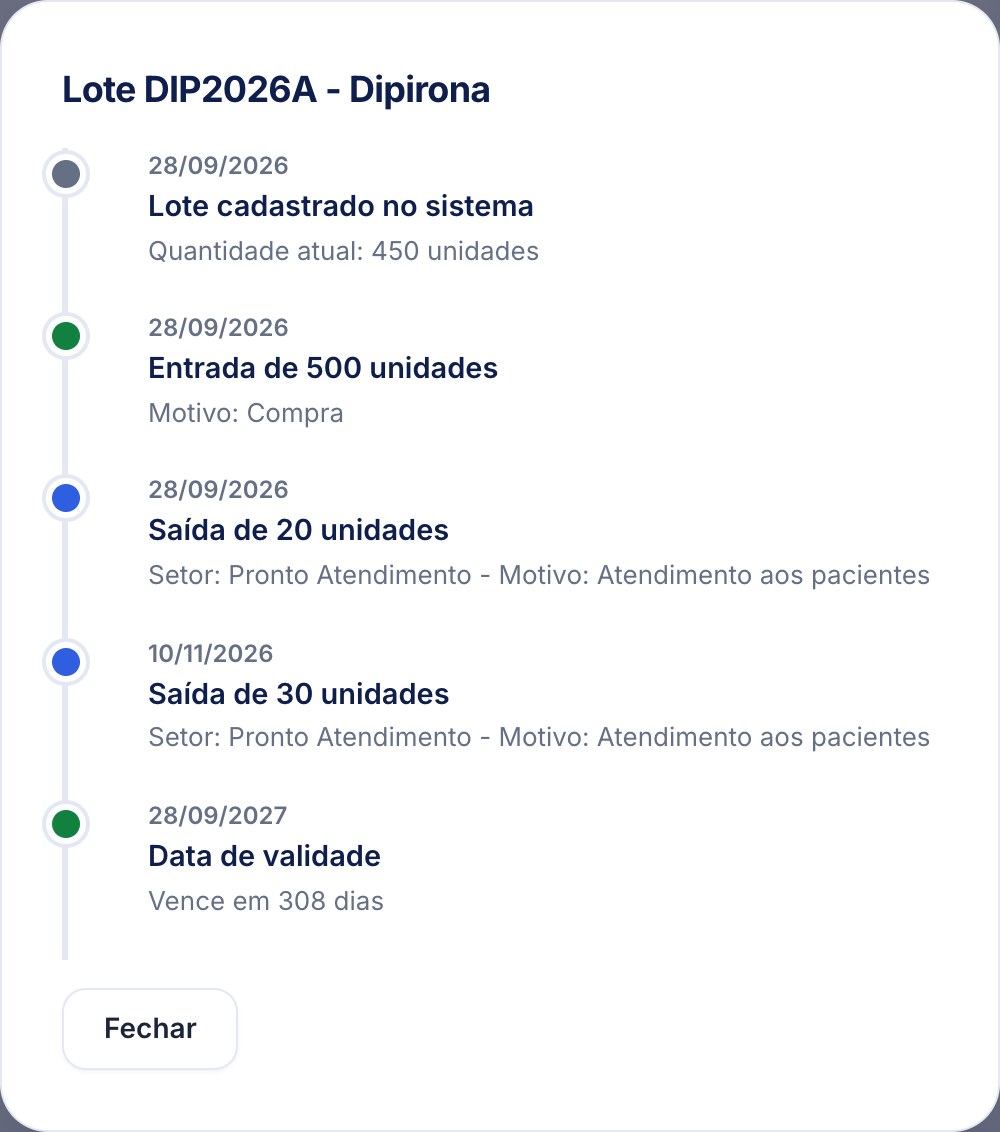 Lote DIP2026A - Dipirona
28/09/2026
Lote cadastrado no sistema
Quantidade atual: 450 unidades
28/09/2026
Entrada de 500 unidades
Motivo: Compra
28/09/2026
Saída de 20 unidades
Setor: Pronto Atendimento - Motivo: Atendimento aos pacientes
10/11/2026
Saída de 30 unidades
Setor: Pronto Atendimento - Motivo: Atendimento aos pacientes
28/09/2027
Data de validade
Vence em 308 dias
Fechar